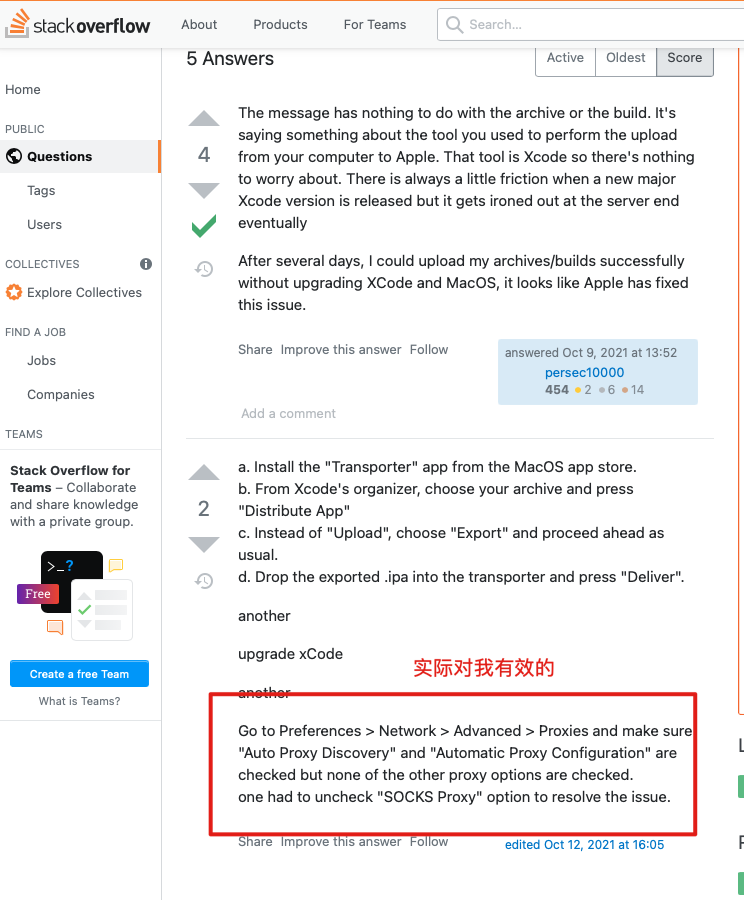 stackoverflow
About
Products
For Teams
Search…
5 Answers
Active
Oldest
Score
Home
PUBLIC
Questions
Tags
Users
COLLECTIVES
Explore Collectives
FIND A JOB
Jobs
Companies
TEAMS
Stack Overflow for
Teams – Collaborate
and share knowledge
with a private group.
>_?
Free
Create a free Team
What is Teams?
4
The message has nothing to do with the archive or the build. It's
saying something about the tool you used to perform the upload
from your computer to Apple. That tool is Xcode so there's nothing
to worry about. There is always a little friction when a new major
Xcode version is released but it gets ironed out at the server end
eventually
After several days, I could upload my archives/builds successfully
without upgrading XCode and MacOS, it looks like Apple has fixed
this issue.
Share Improve this answer Follow
answered Oct 9, 2021 at 13:52
persec10000
454 2 6 14
Add a comment
2
a. Install the "Transporter" app from the MacOS app store.
b. From Xcode's organizer, choose your archive and press
"Distribute App"
c. Instead of "Upload", choose "Export" and proceed ahead as
usual.
d. Drop the exported .ipa into the transporter and press "Deliver".
another
upgrade xCode
实际对我有效的
another
Go to Preferences > Network > Advanced > Proxies and make sure
"Auto Proxy Discovery" and "Automatic Proxy Configuration" are
checked but none of the other proxy options are checked.
one had to uncheck "SOCKS Proxy" option to resolve the issue.
Share Improve this answer Follow
edited Oct 12, 2021 at 16:05